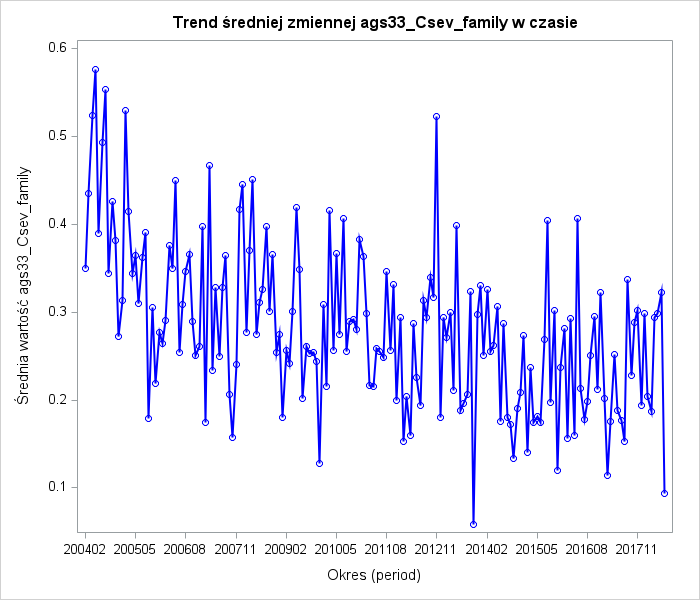 Trend średniej zmiennej ags33_Csev_family w czasie
Średnia wartość ags33_Csev_family
0.6
0.5
0.4
0.3
0.2
0.1
200402 200505 200608 200711 200902 201005 201108 201211 201402 201505 201608 201711
Okres (period)